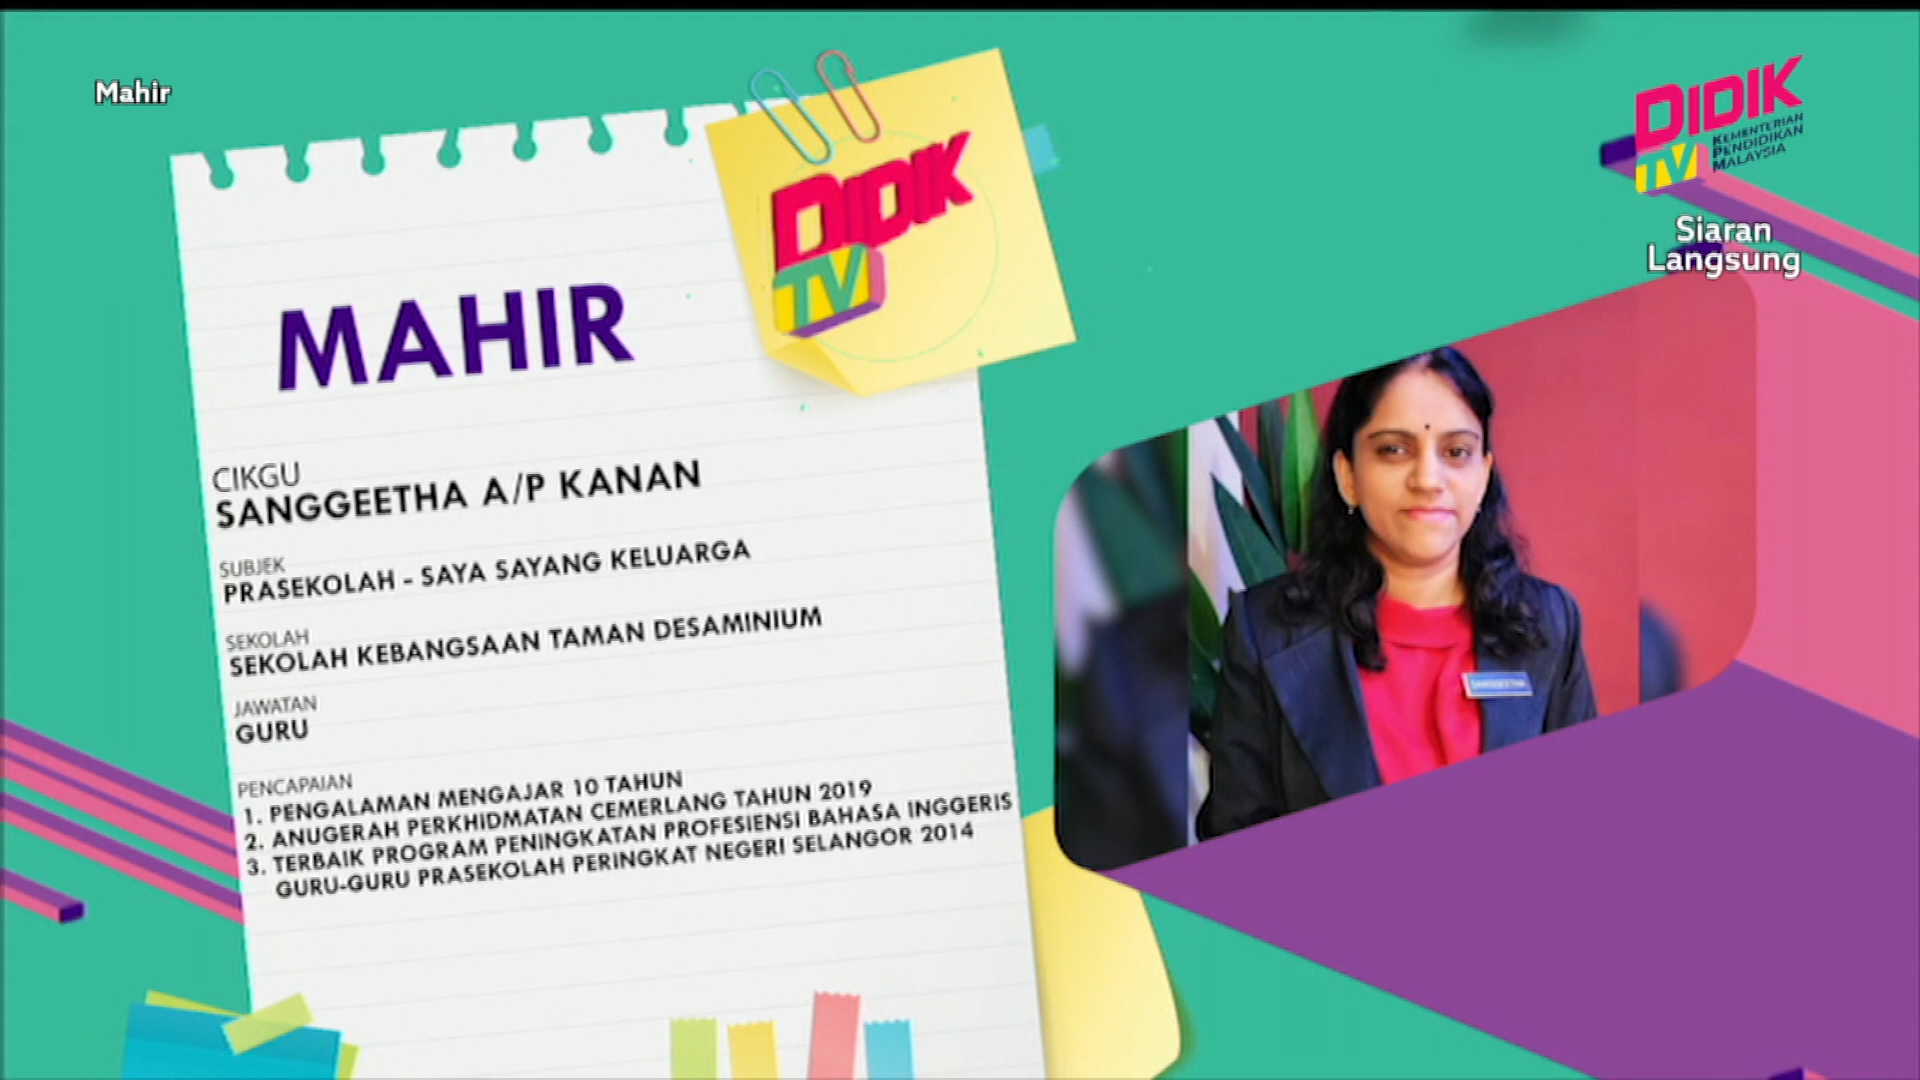 Mahir
DIDIK
TV
KEMENTERIAN
PENDIDIKAN
MALAYSIA
Siaran
Langsung
DIDIK
TV
MAHIR
CIKGU
SANGGEETHA A/P KANAN
SUBJEK
PRASEKOLAH - SAYA SAYANG KELUARGA
SEKOLAH
SEKOLAH KEBANGSAAN TAMAN DESAMINIUM
JAWATAN
GURU
PENCAPAIAN
1. PENGALAMAN MENGAJAR 10 TAHUN
2. ANUGERAH PERKHIDMATAN CEMERLANG TAHUN 2019
3. TERBAIK PROGRAM PENINGKATAN PROFESIENSI BAHASA INGGERIS
GURU-GURU PRASEKOLAH PERINGKAT NEGERI SELANGOR 2014
SANGGEETHA